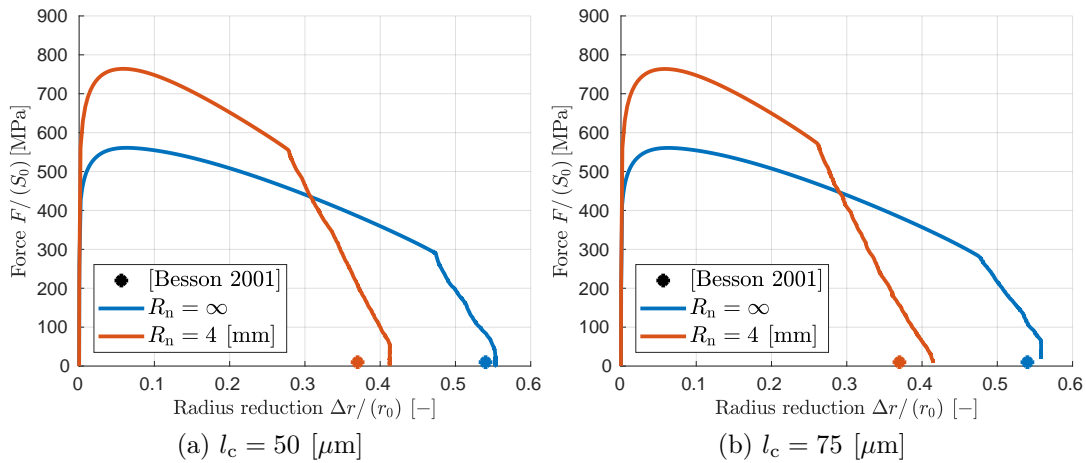 900
800
700
600
500
400
300
200
100
0
Force F/(S₀) [MPa]
[Besson 2001]
Rₙ = ∞
Rₙ = 4 [mm]
0 0.1 0.2 0.3 0.4 0.5 0.6
Radius reduction Δr/(r₀) [−]
(a) l_c = 50 [μm]
900
800
700
600
500
400
300
200
100
0
Force F/(S₀) [MPa]
[Besson 2001]
Rₙ = ∞
Rₙ = 4 [mm]
0 0.1 0.2 0.3 0.4 0.5 0.6
Radius reduction Δr/(r₀) [−]
(b) l_c = 75 [μm]